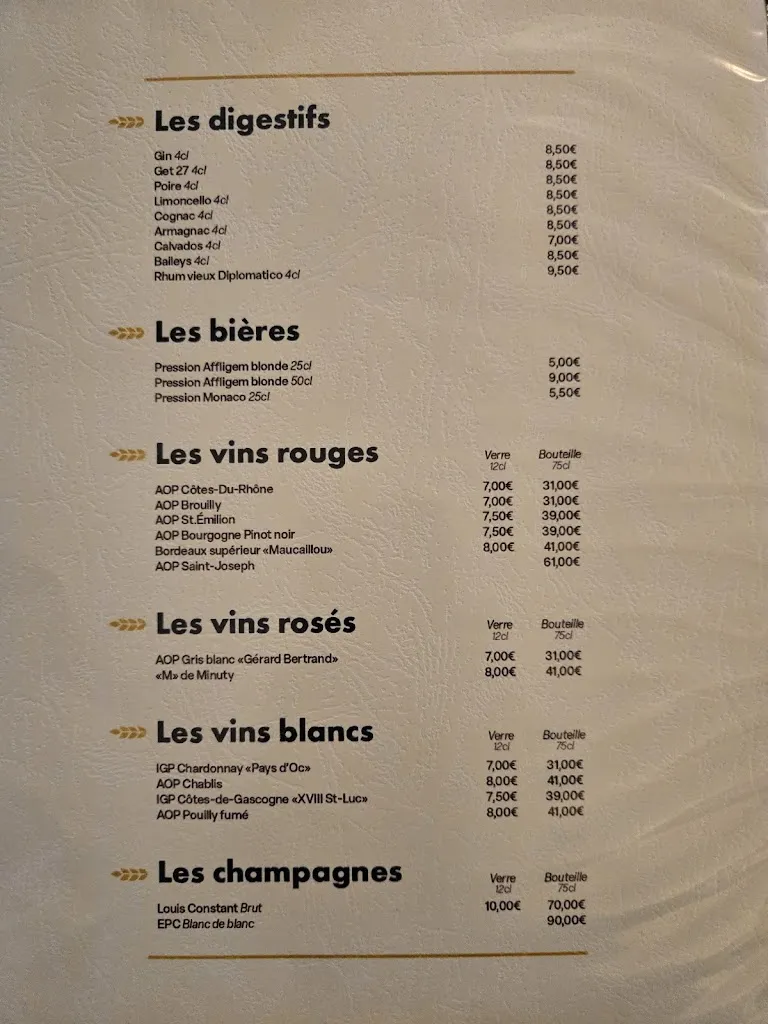 Les digestifs
Gin 4cl 8,50€
Get 27 4cl 8,50€
Poire 4cl 8,50€
Limoncello 4cl 8,50€
Cognac 4cl 8,50€
Armagnac 4cl 8,50€
Calvados 4cl 7,00€
Baileys 4cl 8,50€
Rhum vieux Diplomatico 4cl 9,50€
Les bières
Pression Affligem blonde 25cl 5,00€
Pression Affligem blonde 50cl 9,00€
Pression Monaco 25cl 5,50€
Les vins rouges Verre Bouteille
12cl 75cl
AOP Côtes-Du-Rhône 7,00€ 31,00€
AOP Brouilly 7,00€ 31,00€
AOP St.Émilion 7,50€ 39,00€
AOP Bourgogne Pinot noir 7,50€ 39,00€
Bordeaux supérieur «Maucaillou» 8,00€ 41,00€
AOP Saint-Joseph 61,00€
Les vins rosés Verre Bouteille
12cl 75cl
AOP Gris blanc «Gérard Bertrand» 7,00€ 31,00€
«M» de Minuty 8,00€ 41,00€
Les vins blancs Verre Bouteille
12cl 75cl
IGP Chardonnay «Pays d'Oc» 7,00€ 31,00€
AOP Chablis 8,00€ 41,00€
IGP Côtes-de-Gascogne «XVIII St-Luc» 7,50€ 39,00€
AOP Pouilly fumé 8,00€ 41,00€
Les champagnes Verre Bouteille
12cl 75cl
Louis Constant Brut 10,00€ 70,00€
EPC Blanc de blanc 90,00€